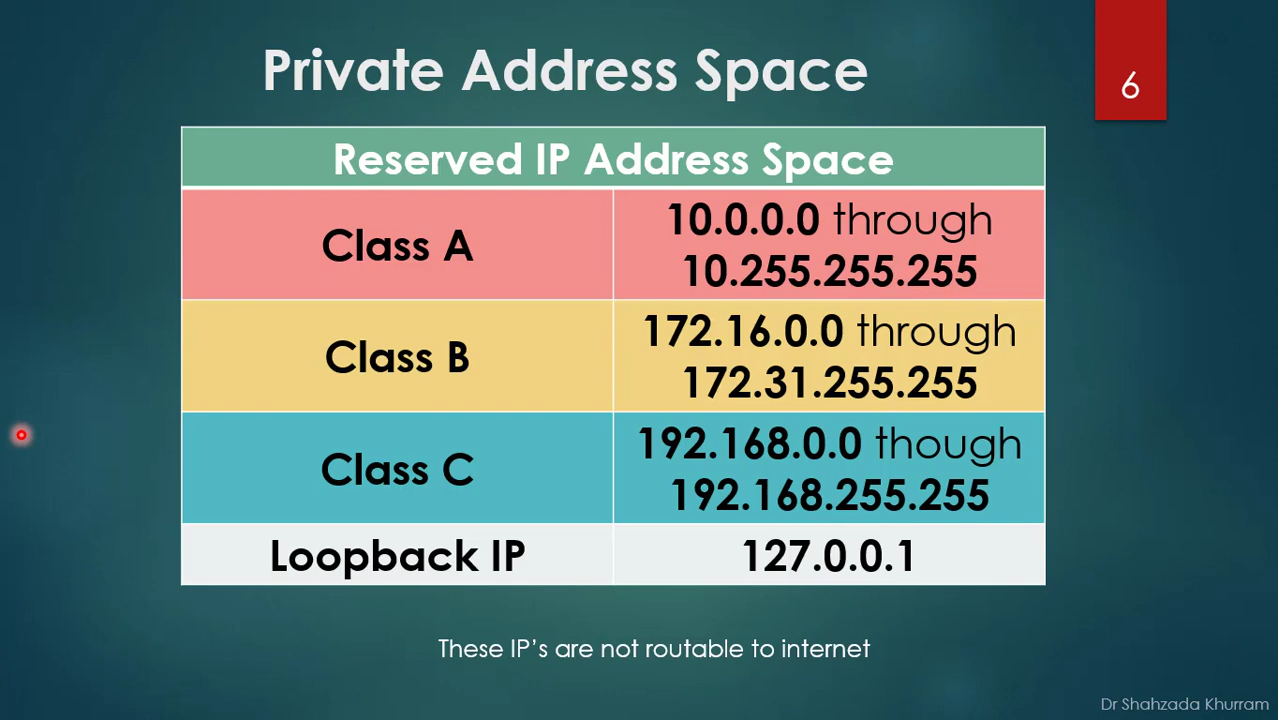 Private Address Space
6
Reserved IP Address Space
Class A
10.0.0.0 through
10.255.255.255
Class B
172.16.0.0 through
172.31.255.255
Class C
192.168.0.0 though
192.168.255.255
Loopback IP
127.0.0.1
These IP’s are not routable to internet
Dr Shahzada Khurram